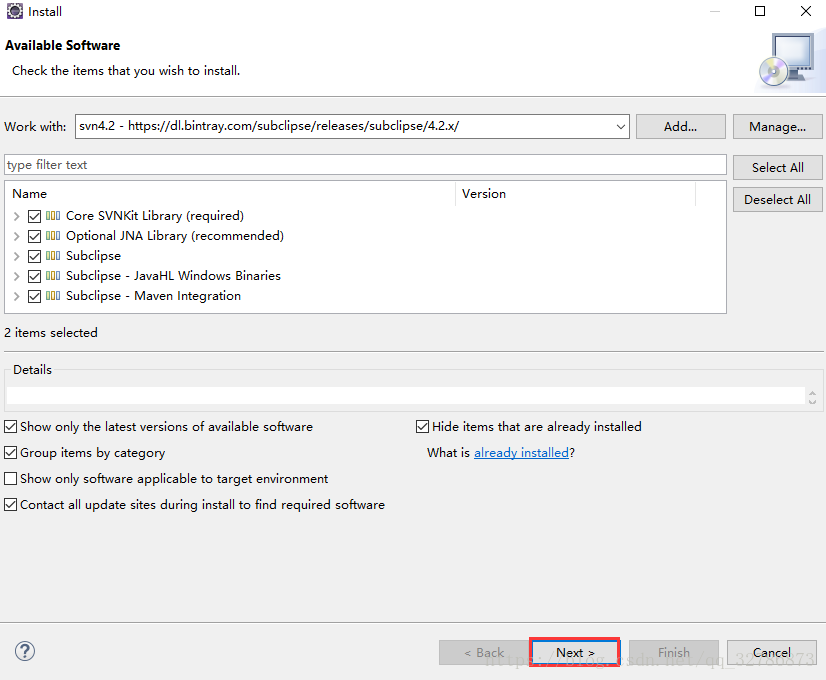 Install
Available Software
Check the items that you wish to install.
Work with: svn4.2 - https://dl.bintray.com/subclipse/releases/subclipse/4.2.x/ Add... Manage...
type filter text
Select All
Name Version
Deselect All
Core SVNKit Library (required)
Optional JNA Library (recommended)
Subclipse
Subclipse - JavaHL Windows Binaries
Subclipse - Maven Integration
2 items selected
Details
Show only the latest versions of available software Hide items that are already installed
Group items by category What is already installed?
Show only software applicable to target environment
Contact all update sites during install to find required software
? < Back Next > Finish Cancel
https://blog.csdn.net/qq_32786873